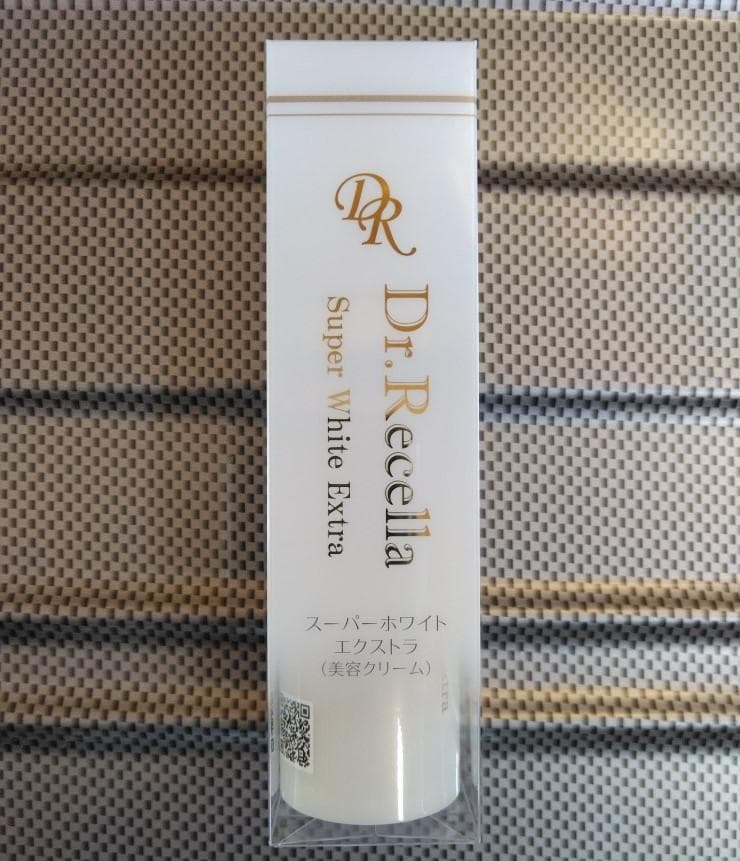 DR
Dr.Recella
Super White Extra
スーパーホワイト
エクストラ
(美容クリーム)
tra